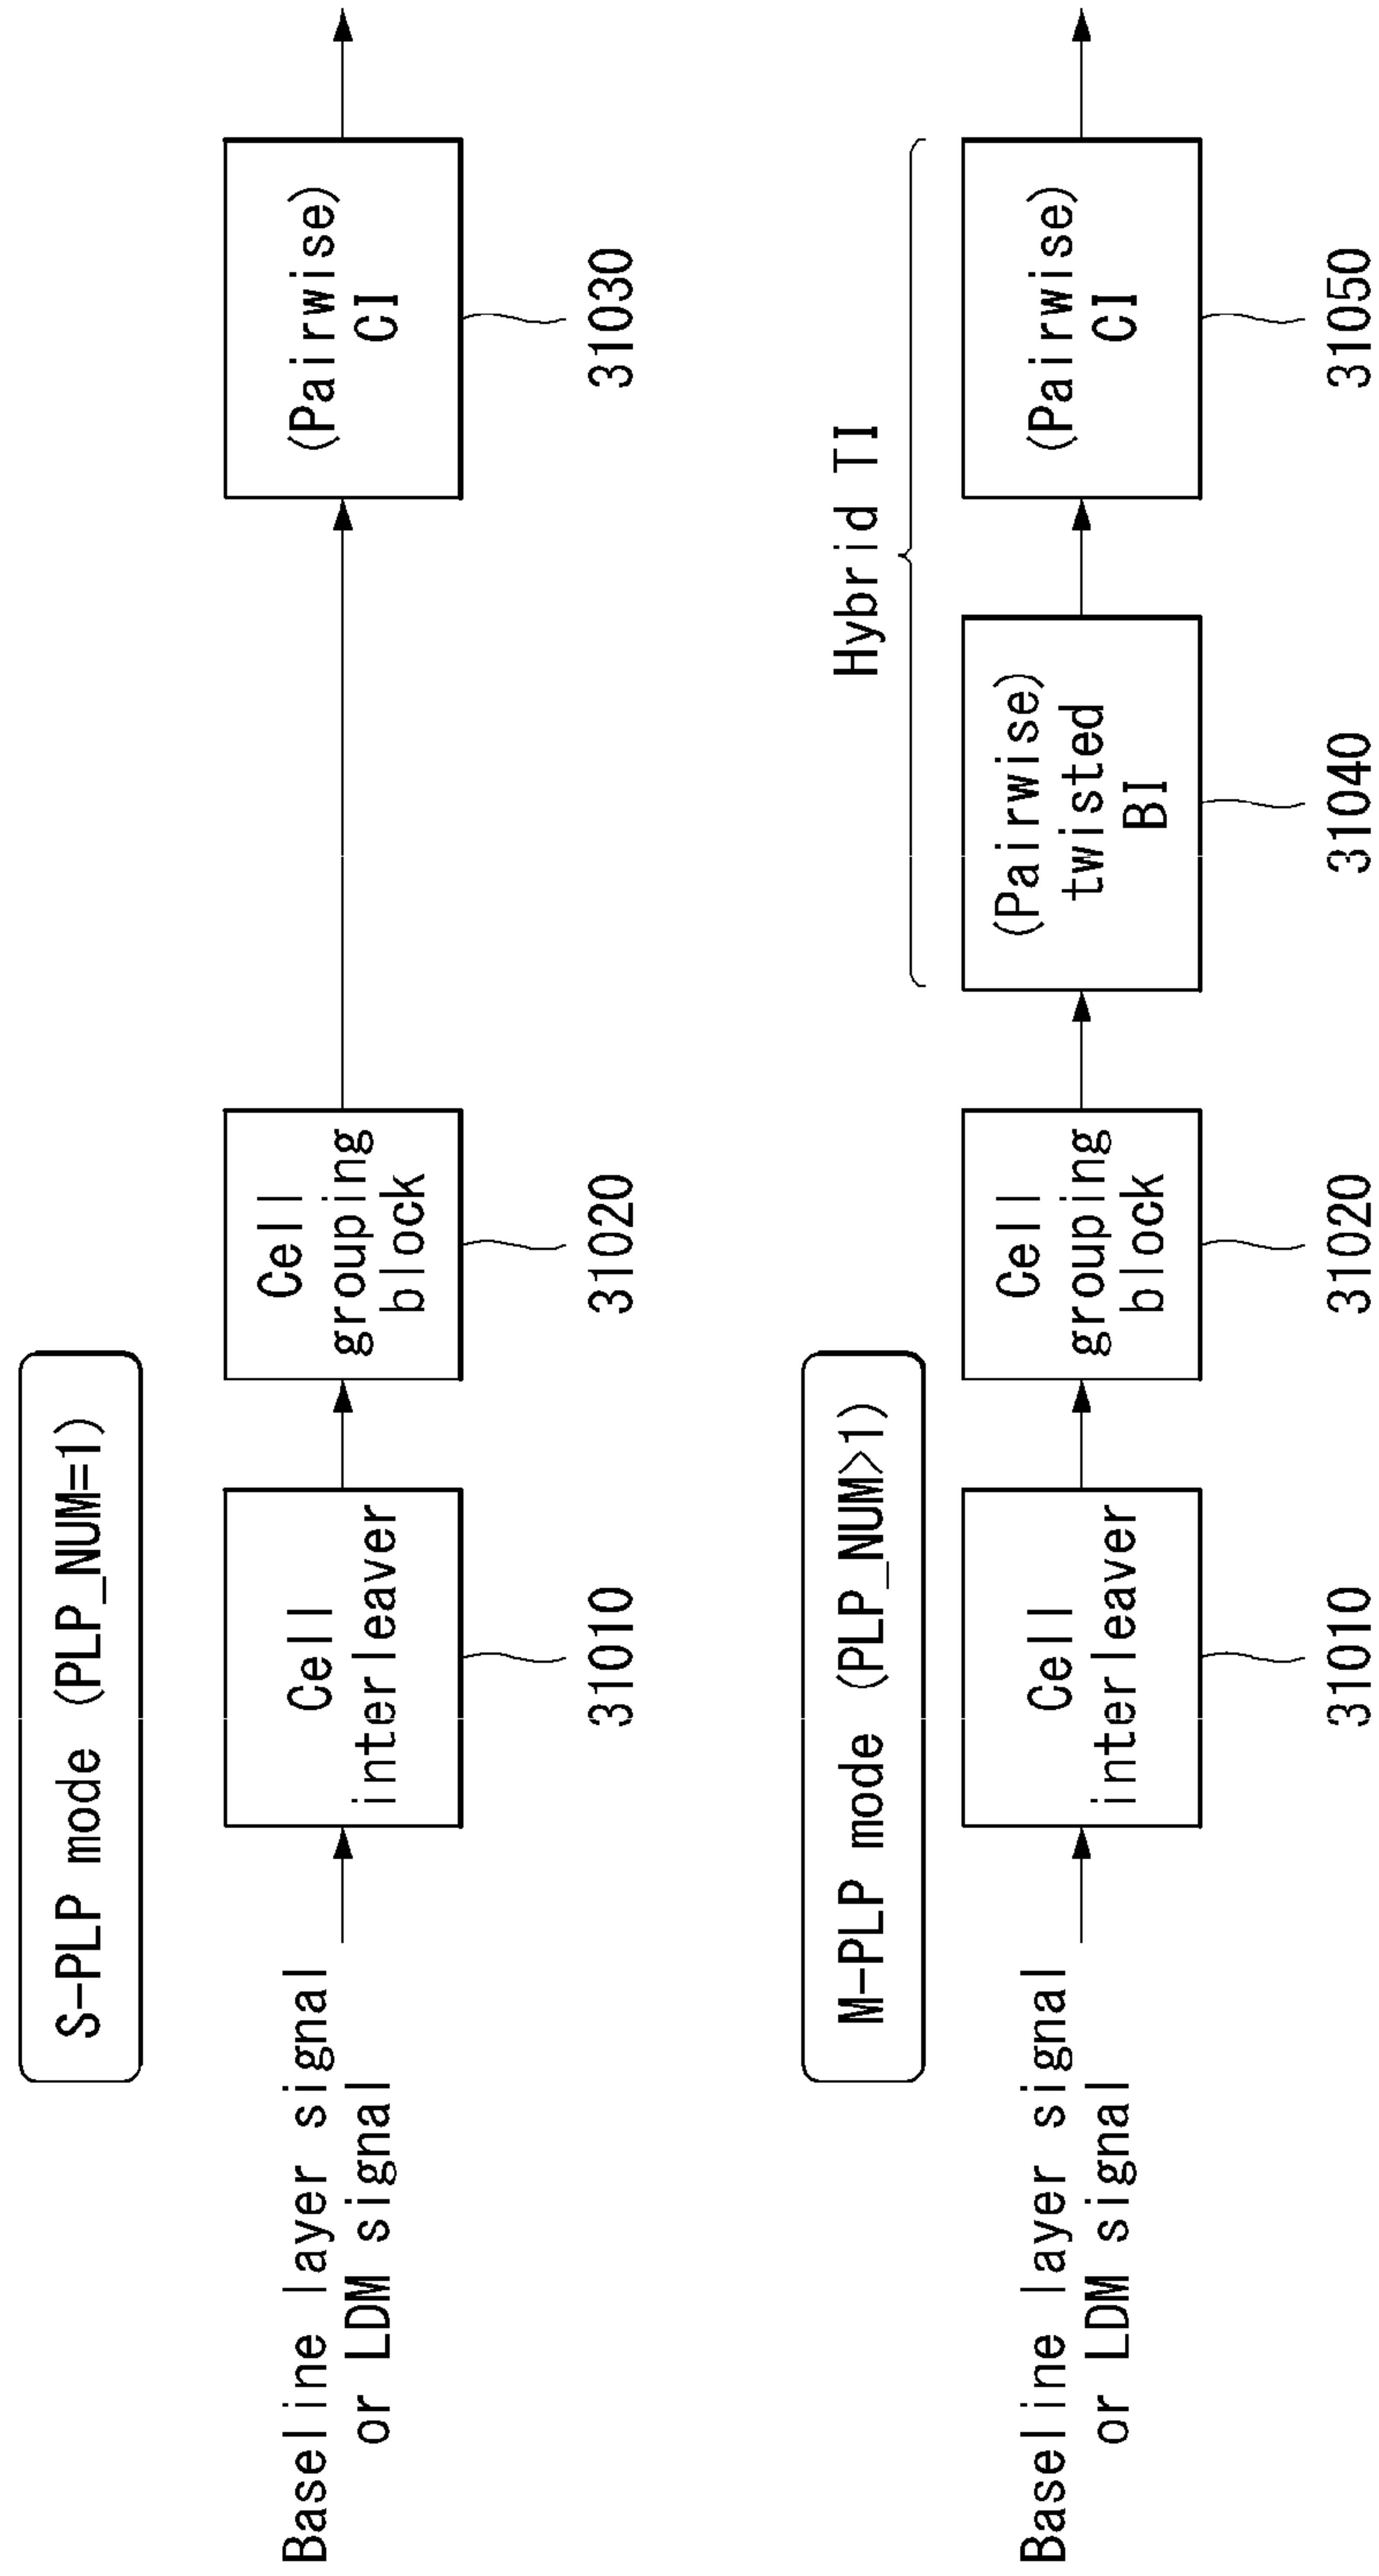 S-PLP mode (PLP_NUM=1)
Baseline layer signal
or LDM signal
Cell
interleaver
31010
Cell
grouping
block
31020
(Pairwise)
CI
31030
M-PLP mode (PLP_NUM>1)
Hybrid TI
Baseline layer signal
or LDM signal
Cell
interleaver
31010
Cell
grouping
block
31020
(Pairwise)
twisted
BI
31040
(Pairwise)
CI
31050